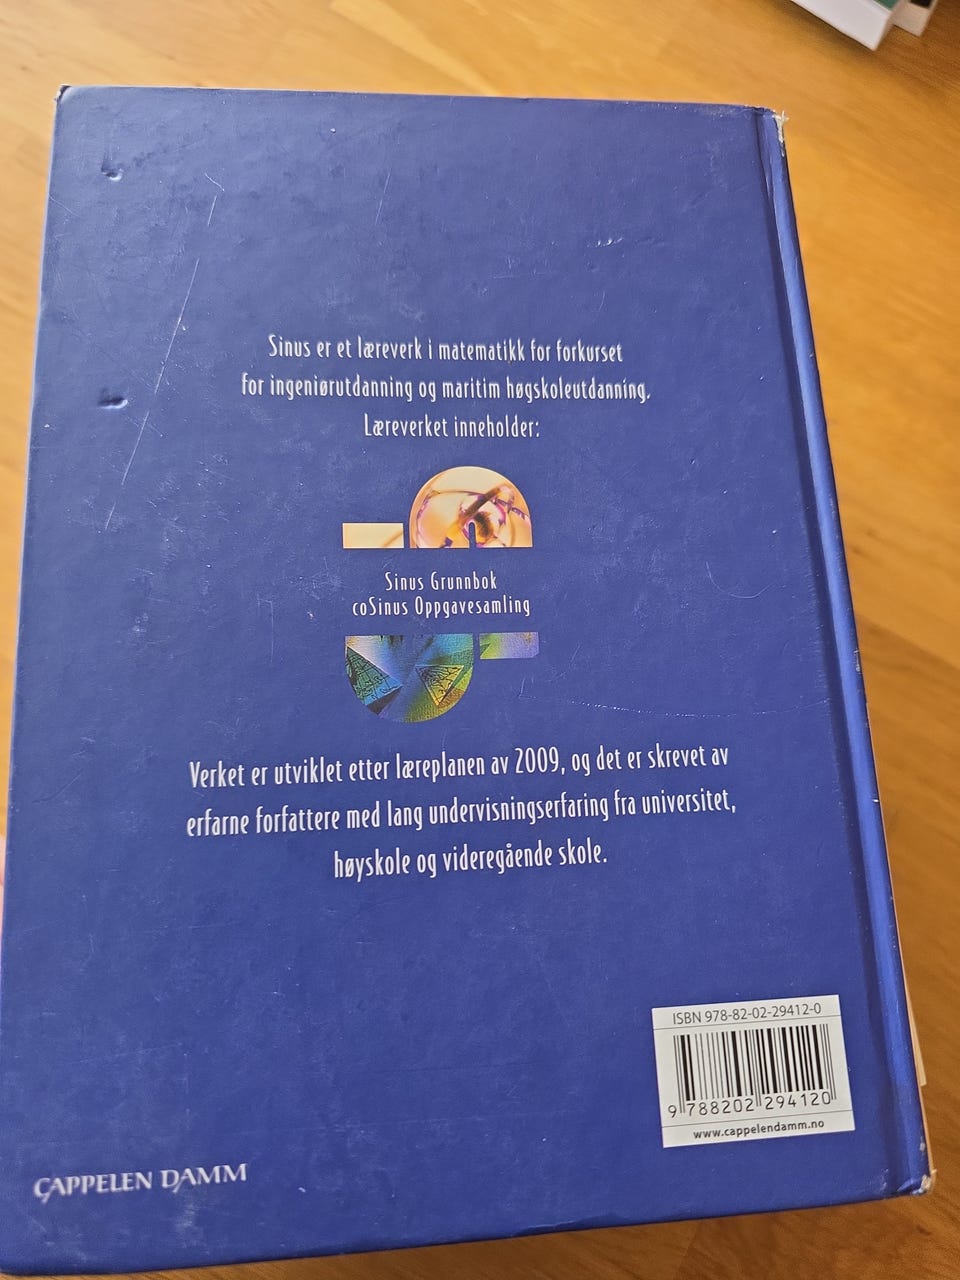 Sinus er et læreverk i matematikk for forkurset
for ingeniørutdanning og maritim høgskoleutdanning.
Læreverket inneholder:
Sinus Grunnbok
coSinus Oppgavesamling
Verket er utviklet etter læreplanen av 2009, og det er skrevet av
erfarne forfattere med lang undervisningserfaring fra universitet,
høyskole og videregående skole.
ISBN 978-82-02-29412-0
9 788202 294120
www.cappelendamm.no
CAPPELEN DAMM